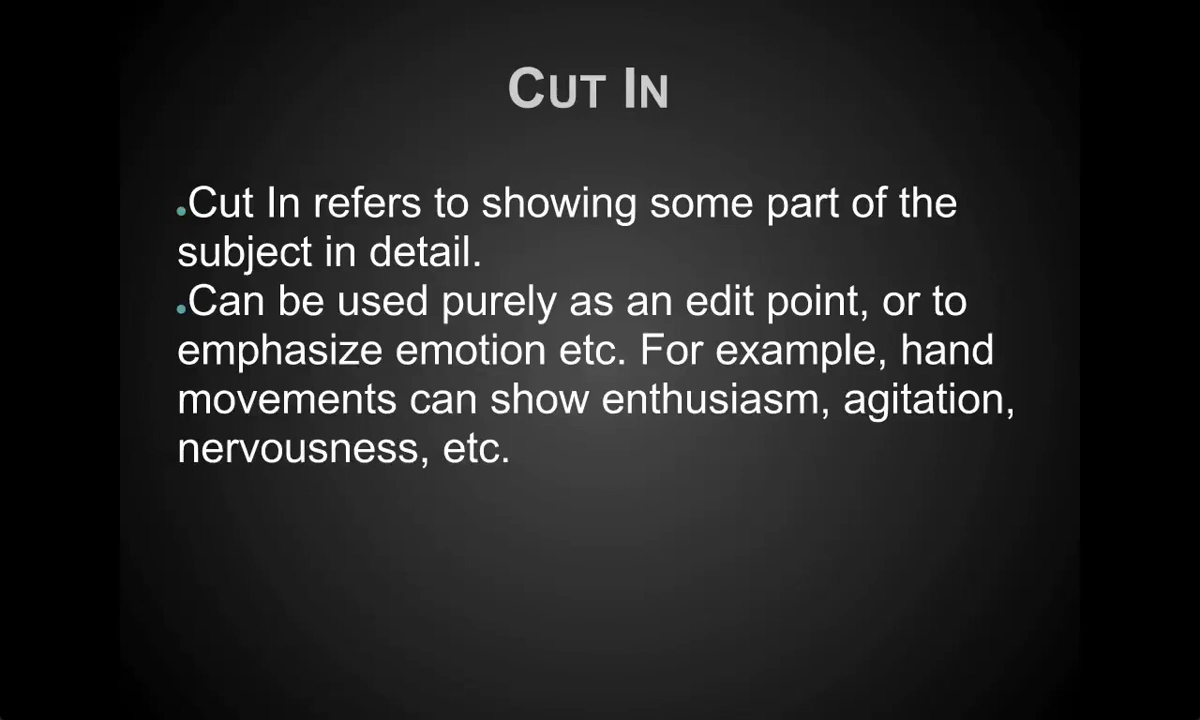 CUT IN
•Cut In refers to showing some part of the
subject in detail.
•Can be used purely as an edit point, or to
emphasize emotion etc. For example, hand
movements can show enthusiasm, agitation,
nervousness, etc.